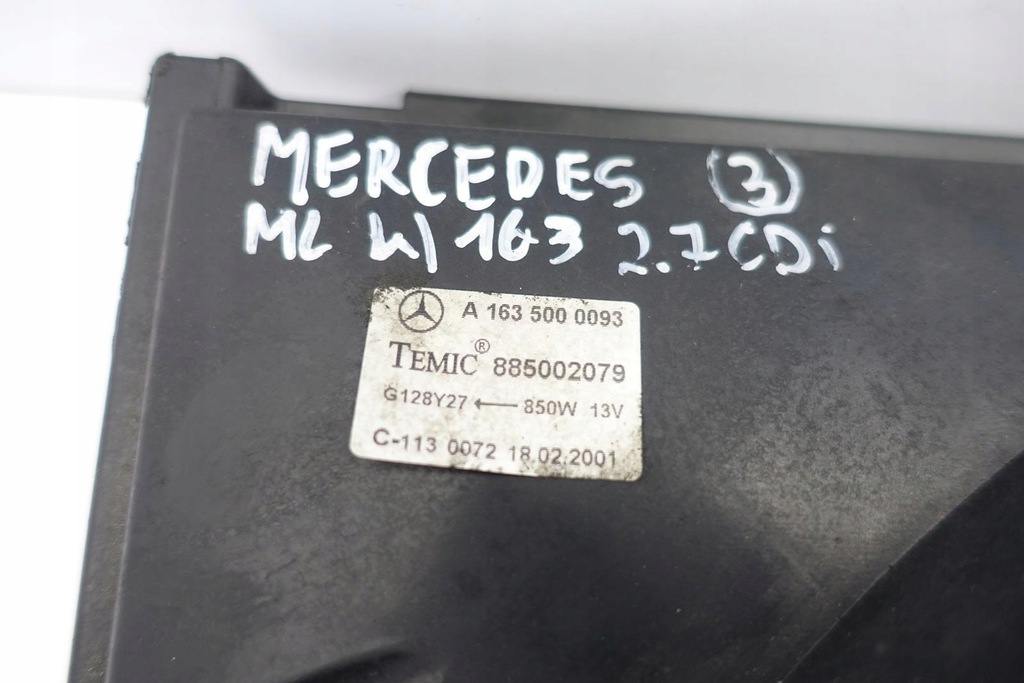 MERCEDES ③
ML W163 2.7CDi
A 163 500 0093
TEMIC® 885002079
G128Y27 ← 850W 13V
C-113 0072 18.02.2001